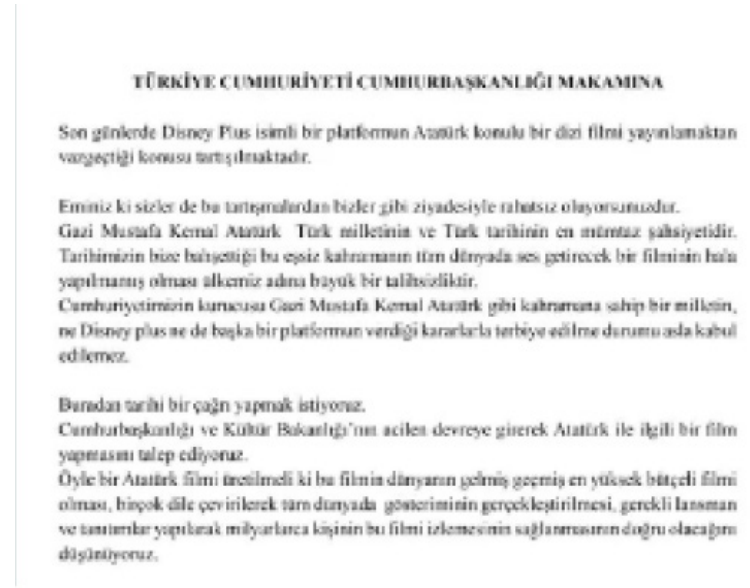 TÜRKİYE CUMHURİYETİ CUMHURBAŞKANLIĞI MAKAMINA
Son günlerde Disney Plus isimli bir platformun Atatürk konulu bir dizi filmi yayınlamaktan
vazgeçtiği konusu tartışılmaktadır.
Eminiz ki sizler de bu tartışmalardan bizler gibi ziyadesiyle rahatsız oluyorsunuzdur.
Gazi Mustafa Kemal Atatürk Türk milletinin ve Türk tarihinin en mümtaz şahsiyetidir.
Tarihimizin bize bahşettiği bu eşsiz kahramanın tüm dünyada ses getirecek bir filminin hala
yapılmamış olması ülkemiz adına büyük bir talihsizliktir.
Cumhuriyetimizin kurucusu Gazi Mustafa Kemal Atatürk gibi kahramana sahip bir milletin,
ne Disney plus ne de başka bir platformun verdiği kararlarla terbiye edilme durumu asla kabul
edilemez.
Buradan tarihi bir çağrı yapmak istiyoruz.
Cumhurbaşkanlığı ve Kültür Bakanlığı'nın acilen devreye girerek Atatürk ile ilgili bir film
yapmasını talep ediyoruz.
Öyle bir Atatürk filmi üretilmeli ki bu filmin dünyanın gelmiş geçmiş en yüksek bütçeli filmi
olması, birçok dile çevirilerek tüm dünyada gösteriminin gerçekleştirilmesi, gerekli lansman
ve tanıtımlar yapılarak milyarlarca kişinin bu filmi izlemesinin sağlanmasının doğru olacağını
düşünüyoruz.